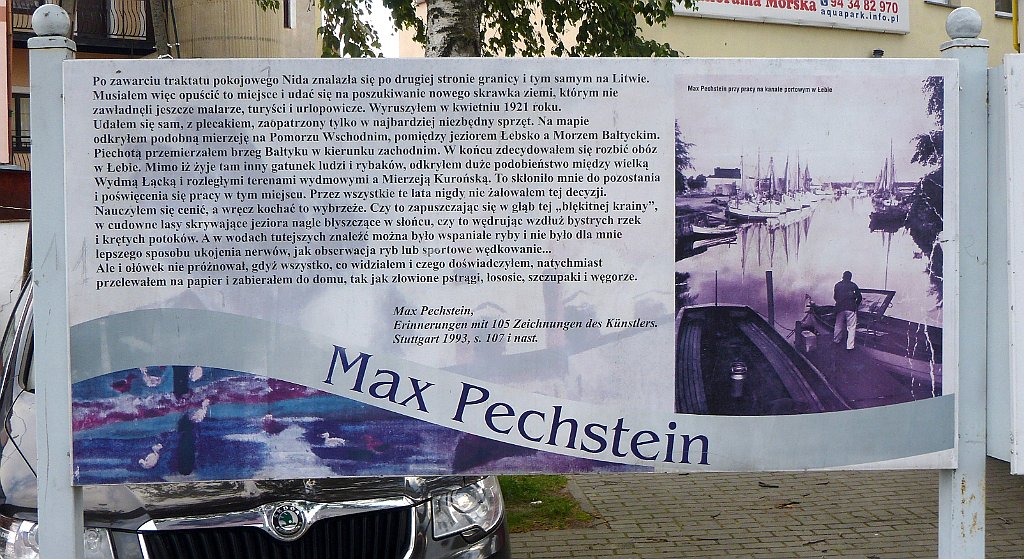 orama Morska
94 34 82 970
aquapark.info.pl
Po zawarciu traktatu pokojowego Nida znalazła się po drugiej stronie granicy i tym samym na Litwie.
Musiałem więc opuścić to miejsce i udać się na poszukiwanie nowego skrawka ziemi, którym nie
zawładnęli jeszcze malarze, turyści i urlopowicze. Wyruszyłem w kwietniu 1921 roku.
Udałem się sam, z plecakiem, zaopatrzony tylko w najbardziej niezbędny sprzęt. Na mapie
odkryłem podobną mierzeję na Pomorzu Wschodnim, pomiędzy jeziorem Łebsko a Morzem Bałtyckim.
Piechotą przemierzałem brzeg Bałtyku w kierunku zachodnim. W końcu zdecydowałem się rozbić obóz
w Łebie. Mimo iż żyje tam inny gatunek ludzi i rybaków, odkryłem duże podobieństwo między wielką
Wydmą Łącką i rozległymi terenami wydmowymi a Mierzeją Kurońską. To skłoniło mnie do pozostania
i poświęcenia się pracy w tym miejscu. Przez wszystkie te lata nigdy nie żałowałem tej decyzji.
Nauczyłem się cenić, a wręcz kochać to wybrzeże. Czy to zapuszczając się w głąb tej „błękitnej krainy”,
w cudowne lasy skrywające jeziora nagle błyszczące w słońcu, czy to wędrując wzdłuż bystrych rzek
i krętych potoków. A w wodach tutejszych znaleźć można było wspaniałe ryby i nie było dla mnie
lepszego sposobu ukojenia nerwów, jak obserwacja ryb lub sportowe wędkowanie...
Ale i ołówek nie próżnował, gdyż wszystko, co widziałem i czego doświadczyłem, natychmiast
przelewałem na papier i zabierałem do domu, tak jak złowione pstrągi, łososie, szczupaki i węgorze.
Max Pechstein,
Erinnerungen mit 105 Zeichnungen des Künstlers.
Stuttgart 1993, s. 107 i nast.
Max Pechstein przy pracy na kanale portowym w Łebie
Max Pechstein